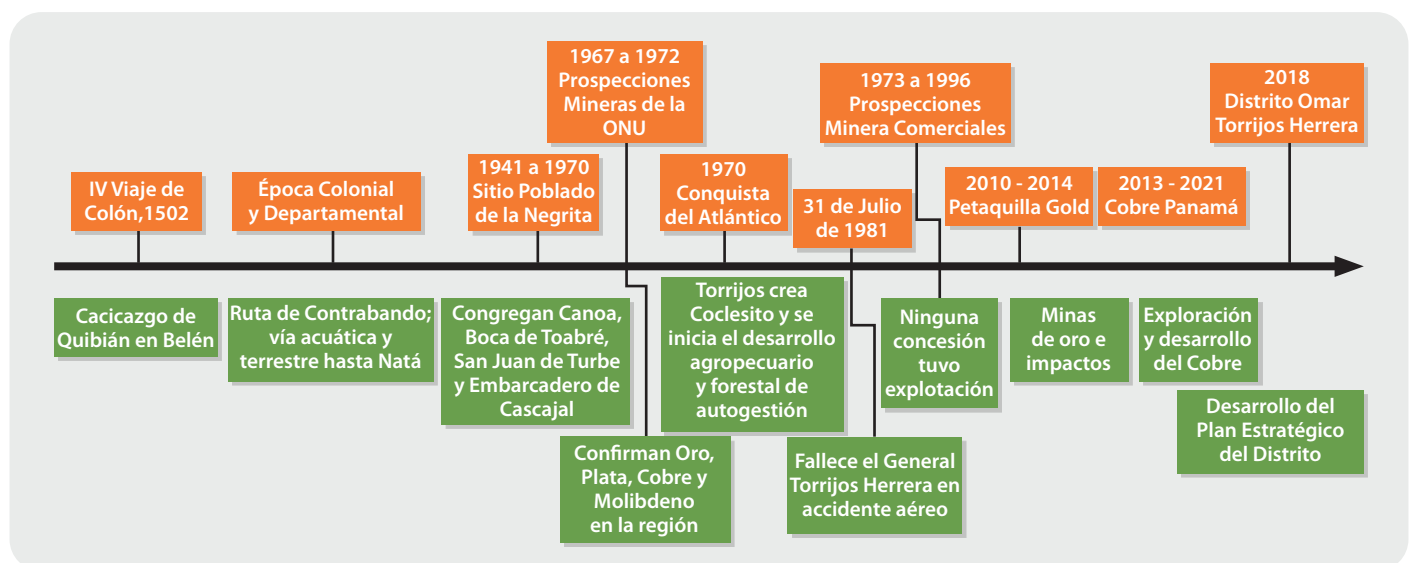 IV Viaje de
Colón,1502
Época Colonial
y Departamental
1941 a 1970
Sitio Poblado
de la Negrita
1967 a 1972
Prospecciones
Mineras de la
ONU
1970
Conquista
del Atlántico
31 de Julio
de 1981
1973 a 1996
Prospecciones
Minera Comerciales
2010 - 2014
Petaquilla Gold
2013 - 2021
Cobre Panamá
2018
Distrito Omar
Torrijos Herrera
Cacicazgo de
Quibián en Belén
Ruta de Contrabando;
vía acuática y
terrestre hasta Natá
Congregan Canoa,
Boca de Toabré,
San Juan de Turbe
y Embarcadero de
Cascajal
Confirman Oro,
Plata, Cobre y
Molibdeno
en la región
Torrijos crea
Coclesito y se
inicia el desarrollo
agropecuario
y forestal de
autogestión
Fallece el General
Torrijos Herrera en
accidente aéreo
Ninguna
concesión
tuvo
explotación
Minas
de oro e
impactos
Exploración
y desarrollo
del Cobre
Desarrollo del
Plan Estratégico
del Distrito